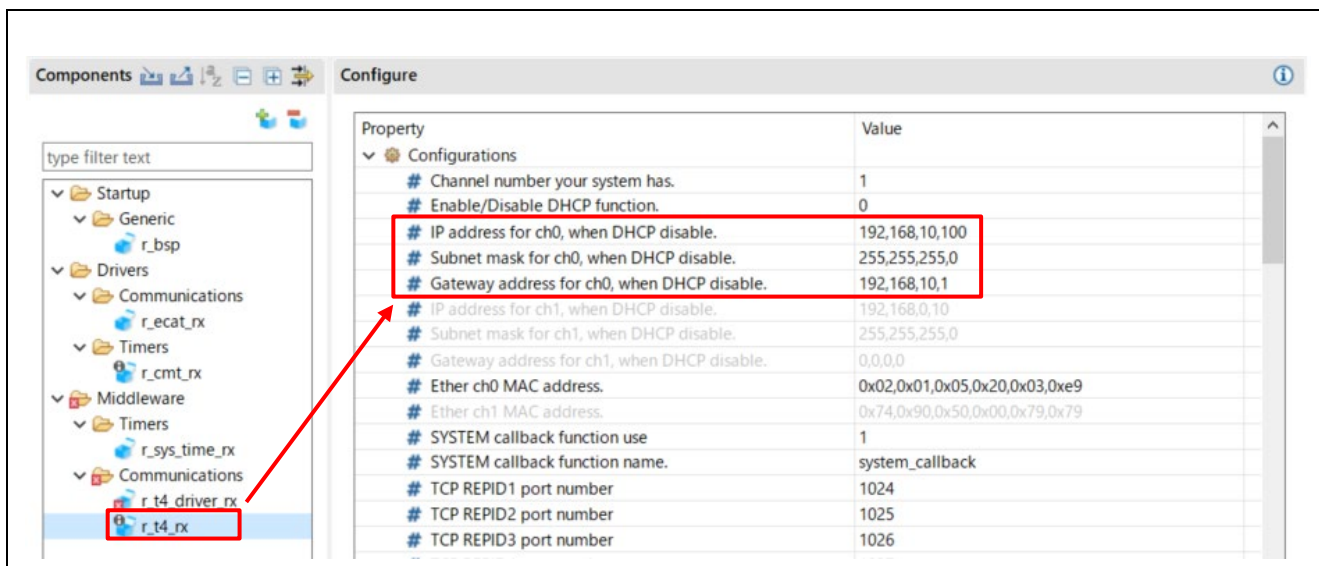 Components
type filter text
Startup
Generic
r_bsp
Drivers
Communications
r_ecat_rx
Timers
r_cmt_rx
Middleware
Timers
r_sys_time_rx
Communications
r_t4_driver_rx
r_t4_rx
Configure
Property Value
Configurations
# Channel number your system has. 1
# Enable/Disable DHCP function. 0
# IP address for ch0, when DHCP disable. 192,168,10,100
# Subnet mask for ch0, when DHCP disable. 255,255,255,0
# Gateway address for ch0, when DHCP disable. 192,168,10,1
# IP address for ch1, when DHCP disable. 192,168,0,10
# Subnet mask for ch1, when DHCP disable. 255,255,255,0
# Gateway address for ch1, when DHCP disable. 0,0,0,0
# Ether ch0 MAC address. 0x02,0x01,0x05,0x20,0x03,0xe9
# Ether ch1 MAC address. 0x74,0x90,0x50,0x00,0x79,0x79
# SYSTEM callback function use 1
# SYSTEM callback function name. system_callback
# TCP REPID1 port number 1024
# TCP REPID2 port number 1025
# TCP REPID3 port number 1026